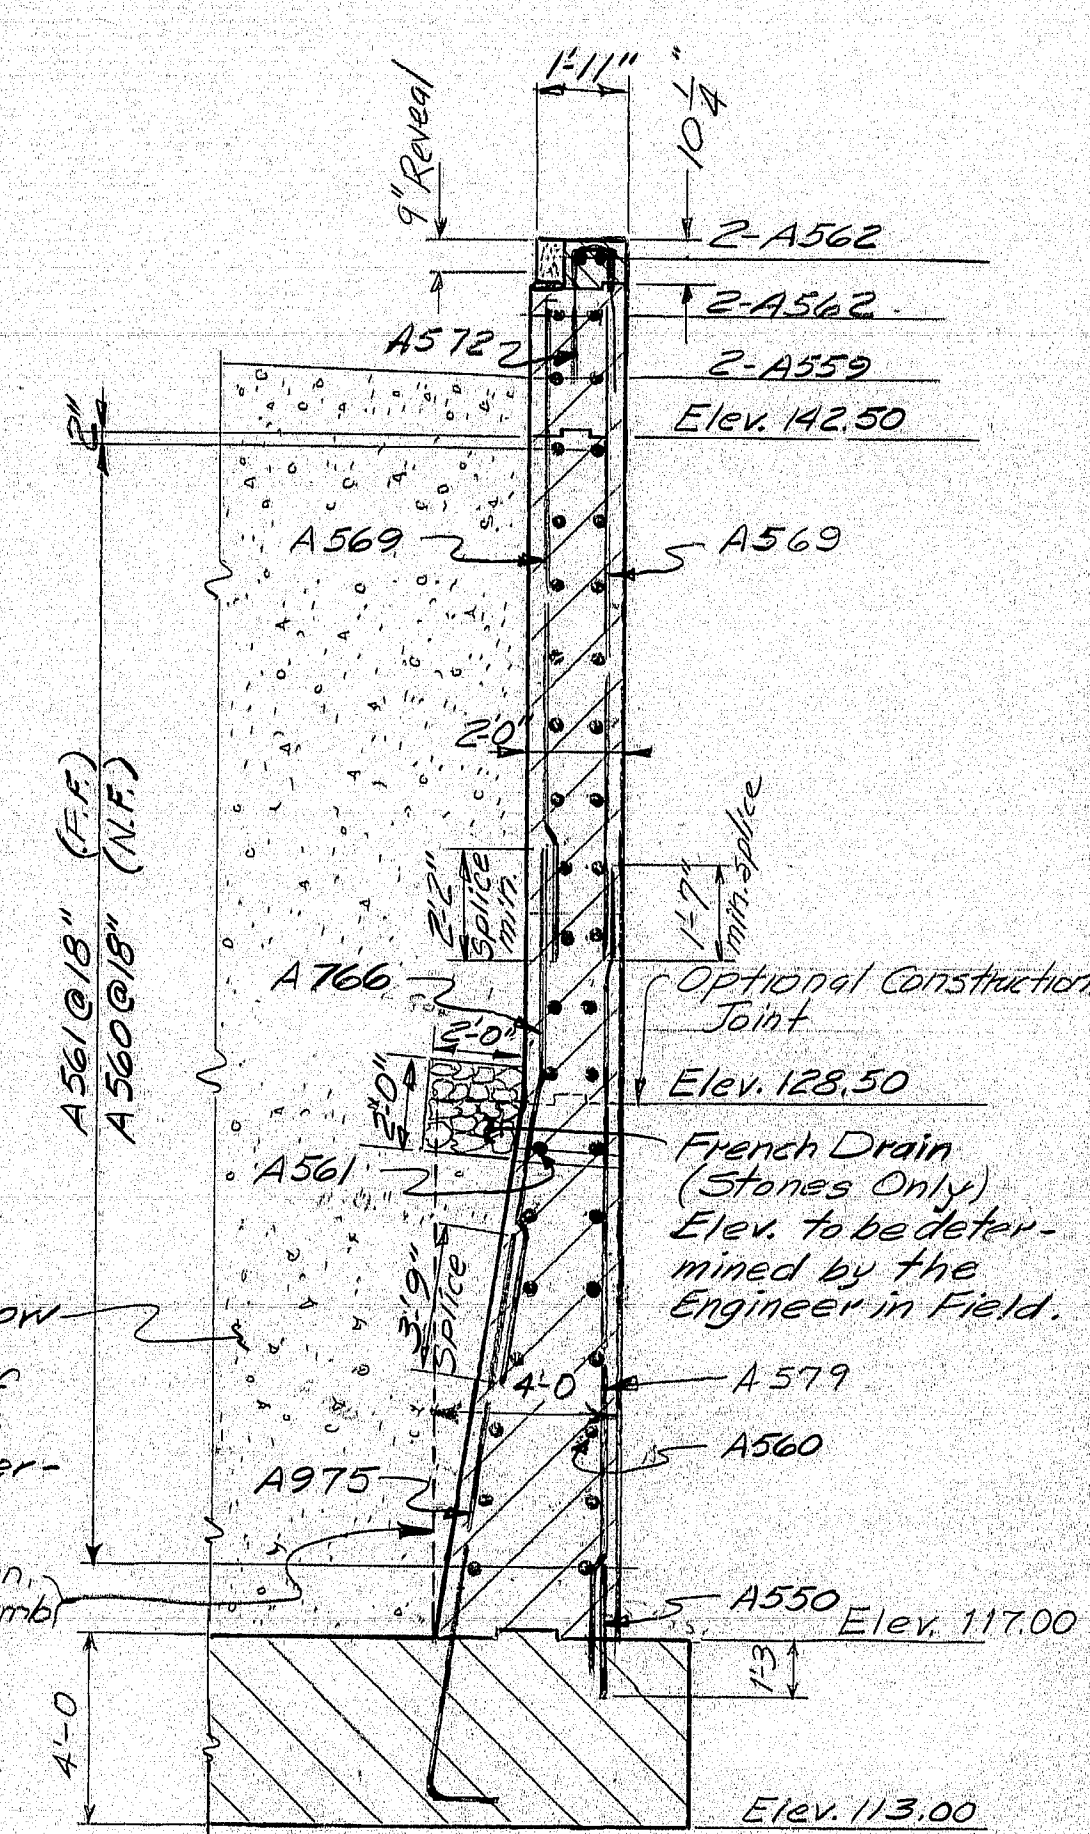 1'-11"
9" Reveal
10 1/4"
2-A562
2-A562
A572
2-A559
2"
Elev. 142.50
A569
A569
2'-0"
A561 @ 18" (F.F.)
A560 @ 18" (N.F.)
2'-2"
Splice
min.
1'-7"
min. splice
A766
Optional Construction
Joint
2'-0"
2'-0"
Elev. 128.50
A561
French Drain
(Stones Only)
Elev. to be deter-
mined by the
Engineer in Field.
3'-9"
Splice
ow
4'-0
A579
er-
A560
A975
n,
A550
Elev. 117.00
1'-3
4'-0
Elev. 113.00